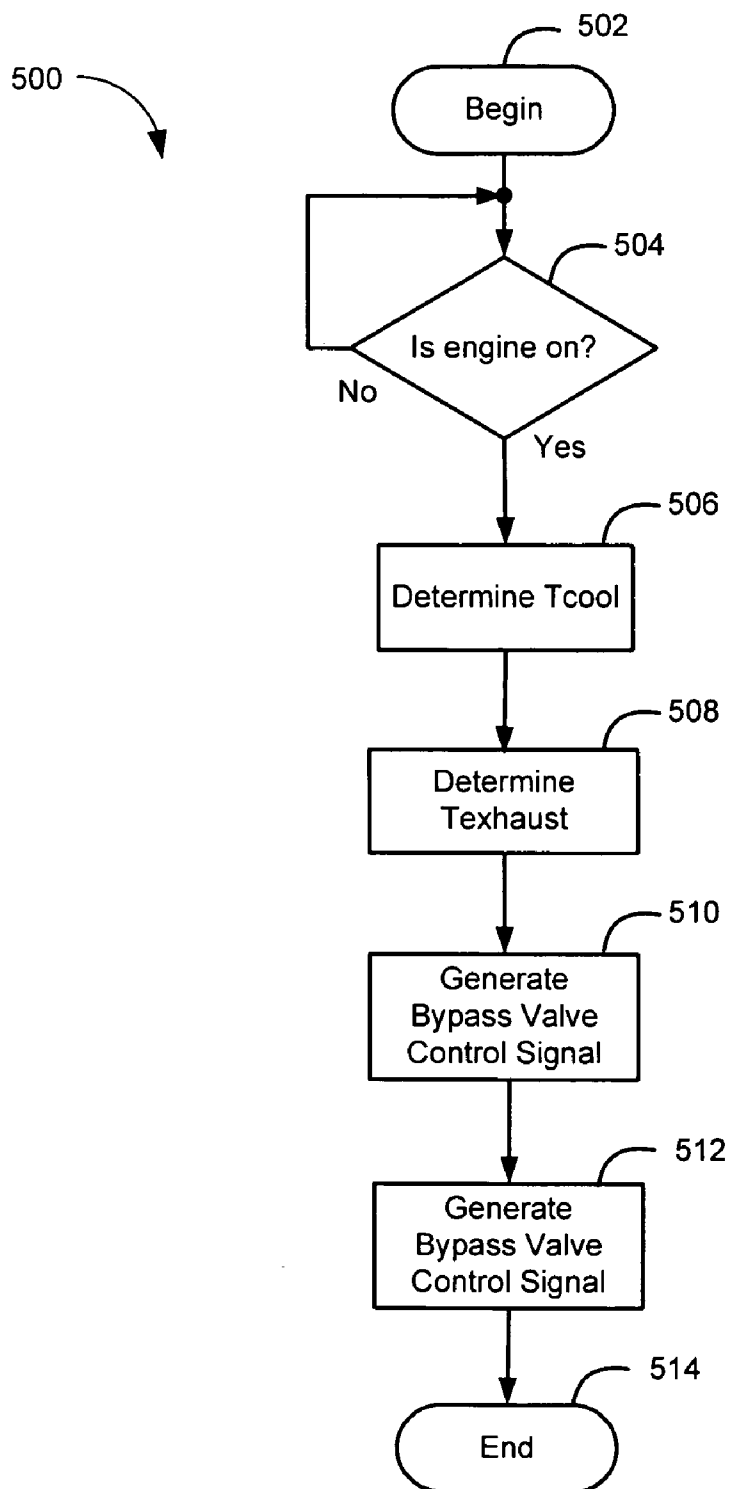 502
500
Begin
504
Is engine on?
No
Yes
506
Determine Tcool
508
Determine
Texhaust
510
Generate
Bypass Valve
Control Signal
512
Generate
Bypass Valve
Control Signal
514
End